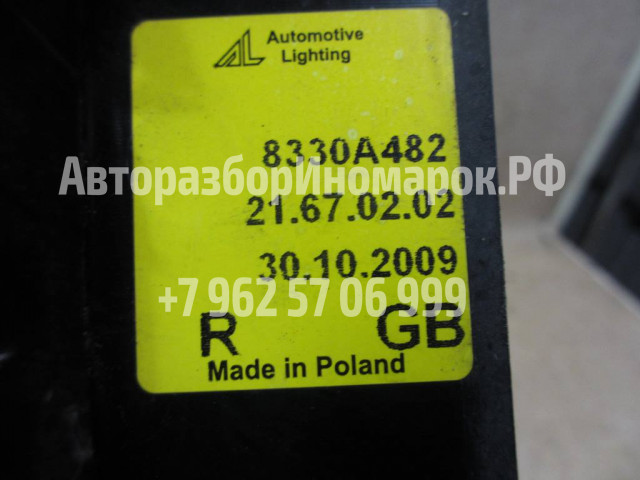 AL Automotive
Lighting
8330A482
АвторазборИномарок.РФ
21.67.02.02
30.10.2009
+7 962 57 06 999
R GB
Made in Poland